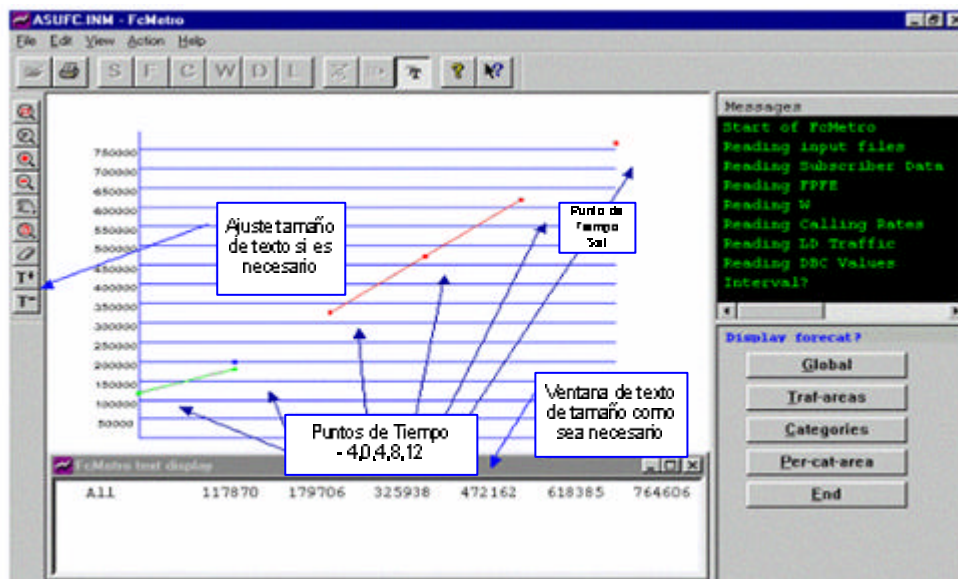 ASUFC.INM - FcMetro
File Edit View Action Help
S F C W D L
750000
700000
650000
600000
550000
500000
450000
400000
350000
300000
250000
200000
150000
100000
50000
Ajuste tamaño
de texto si es
necesario
Punto de
Tiempo
Puntos de Tiempo
- 4,0,4,8,12
Ventana de texto
de tamaño como
sea necesario
T+
T-
Messages
Start of FcMetro
Reading input files
Reading Subscriber Data
Reading FPFE
Reading W
Reading Calling Rates
Reading LD Traffic
Reading DBC Values
Interval?
Display forecat?
Global
Traf-areas
Categories
Per-cat-area
End
FcMetro text display
All 117870 179706 325938 472162 618385 764606